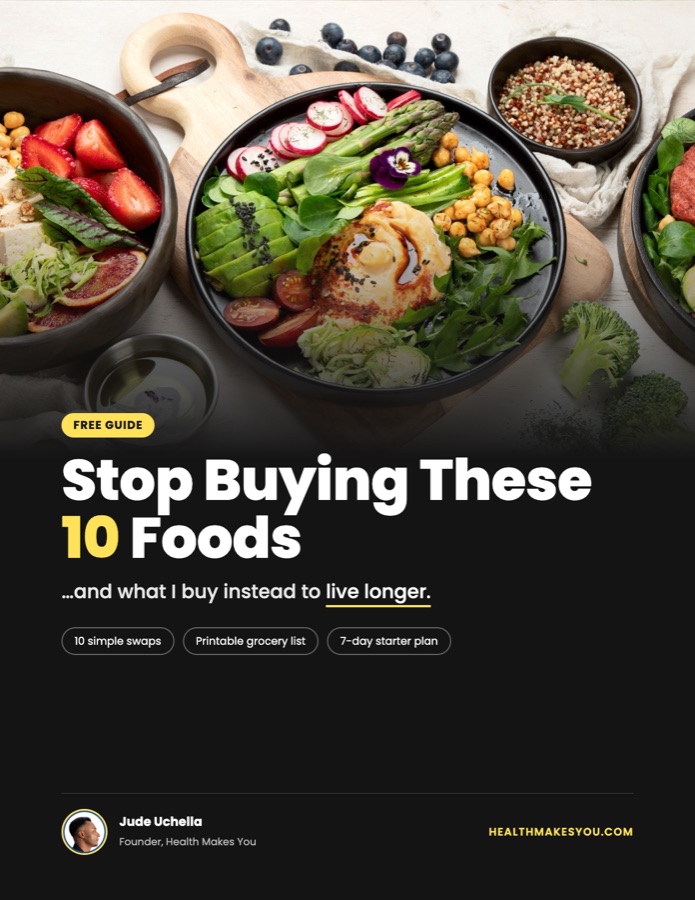 FREE GUIDE
Stop Buying These
10 Foods
...and what I buy instead to live longer.
10 simple swaps
Printable grocery list
7-day starter plan
Jude Uchella
Founder, Health Makes You
HEALTHMAKESYOU.COM